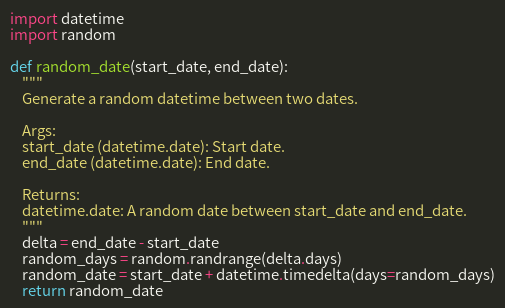 import datetime
import random

def random_date(start_date, end_date):
    """
    Generate a random datetime between two dates.

    Args:
    start_date (datetime.date): Start date.
    end_date (datetime.date): End date.

    Returns:
    datetime.date: A random date between start_date and end_date.
    """
    delta = end_date - start_date
    random_days = random.randrange(delta.days)
    random_date = start_date + datetime.timedelta(days=random_days)
    return random_date